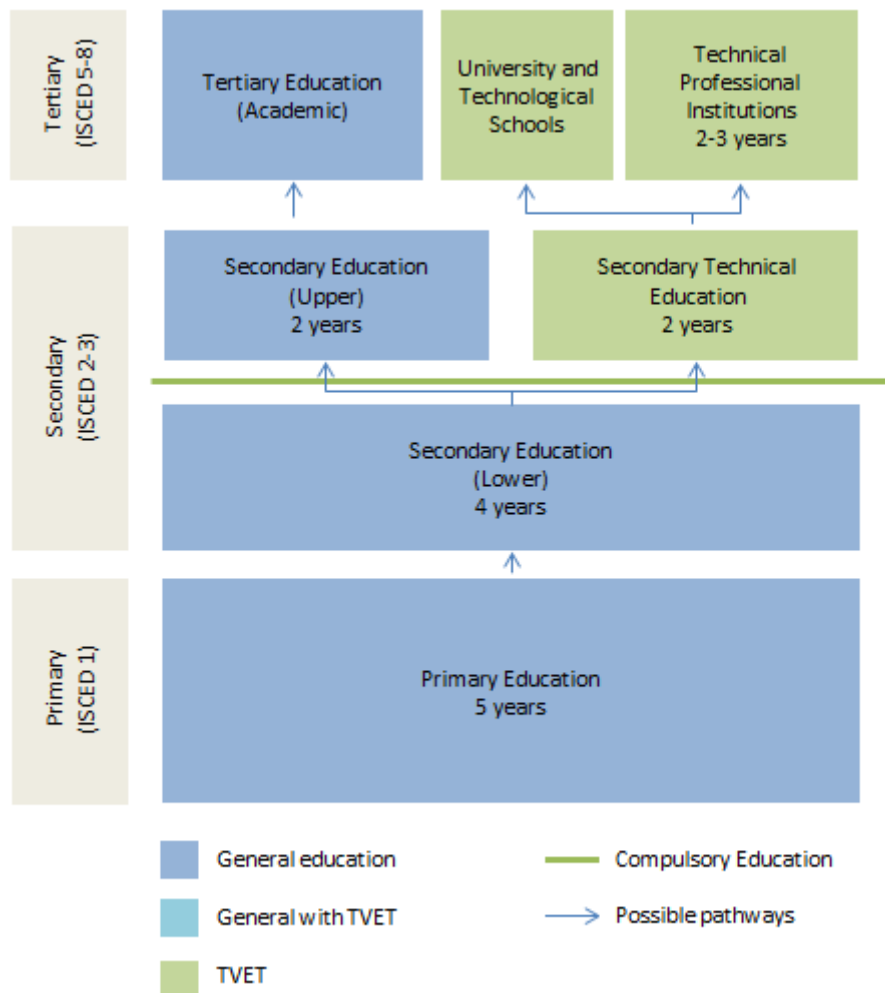 Tertiary
(ISCED 5-8)
Tertiary Education
(Academic)
University and
Technological
Schools
Technical
Professional
Institutions
2-3 years
Secondary
(ISCED 2-3)
Secondary Education
(Upper)
2 years
Secondary Technical
Education
2 years
Secondary Education
(Lower)
4 years
Primary
(ISCED 1)
Primary Education
5 years
General education
General with TVET
TVET
Compulsory Education
Possible pathways